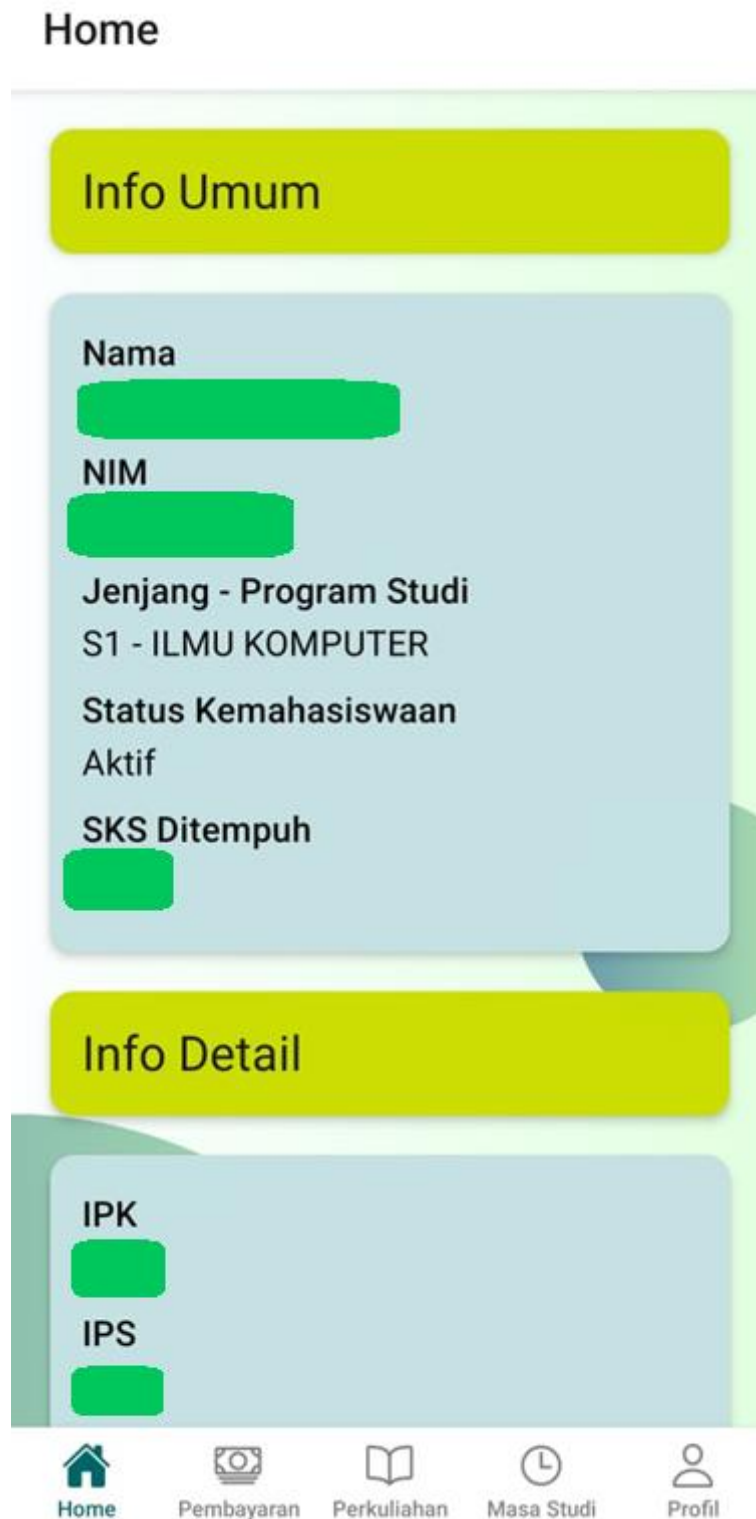 Home
Info Umum
Nama
NIM
Jenjang - Program Studi
S1 - ILMU KOMPUTER
Status Kemahasiswaan
Aktif
SKS Ditempuh
Info Detail
IPK
IPS
Home Pembayaran Perkuliahan Masa Studi Profil